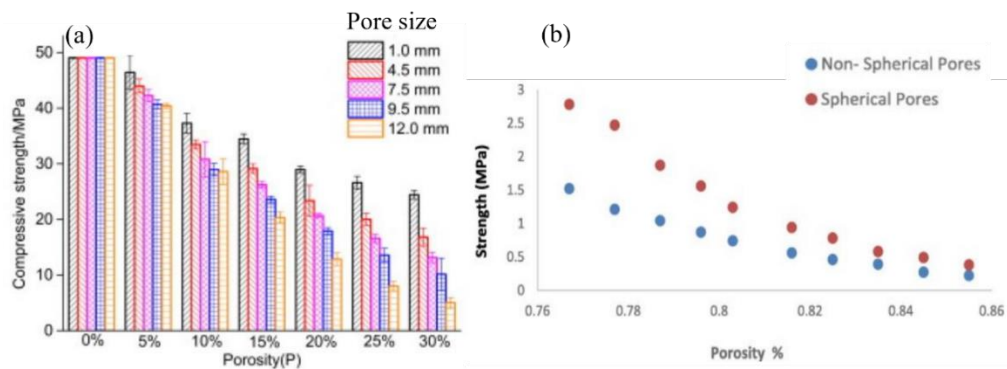 (a)
Pore size
1.0 mm
4.5 mm
7.5 mm
9.5 mm
12.0 mm
Compressive strength/MPa
50
40
30
20
10
0
0% 5% 10% 15% 20% 25% 30%
Porosity(P)
(b)
Non- Spherical Pores
Spherical Pores
Strength (MPa)
3
2.5
2
1.5
1
0.5
0
0.76 0.78 0.8 0.82 0.84 0.86
Porosity %